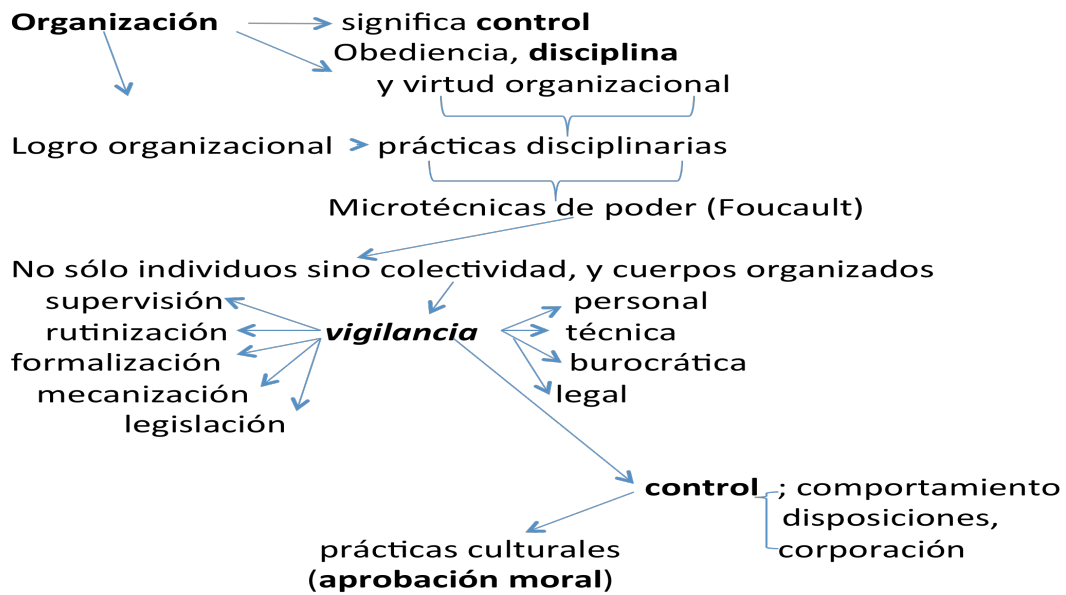 Organización significa control
Obediencia, disciplina
y virtud organizacional
Logro organizacional > prácticas disciplinarias
Microtécnicas de poder (Foucault)
No sólo individuos sino colectividad, y cuerpos organizados
supervisión personal
rutinización vigilancia técnica
formalización burocrática
mecanización legal
legislación
control ; comportamiento
disposiciones,
corporación
prácticas culturales
(aprobación moral)